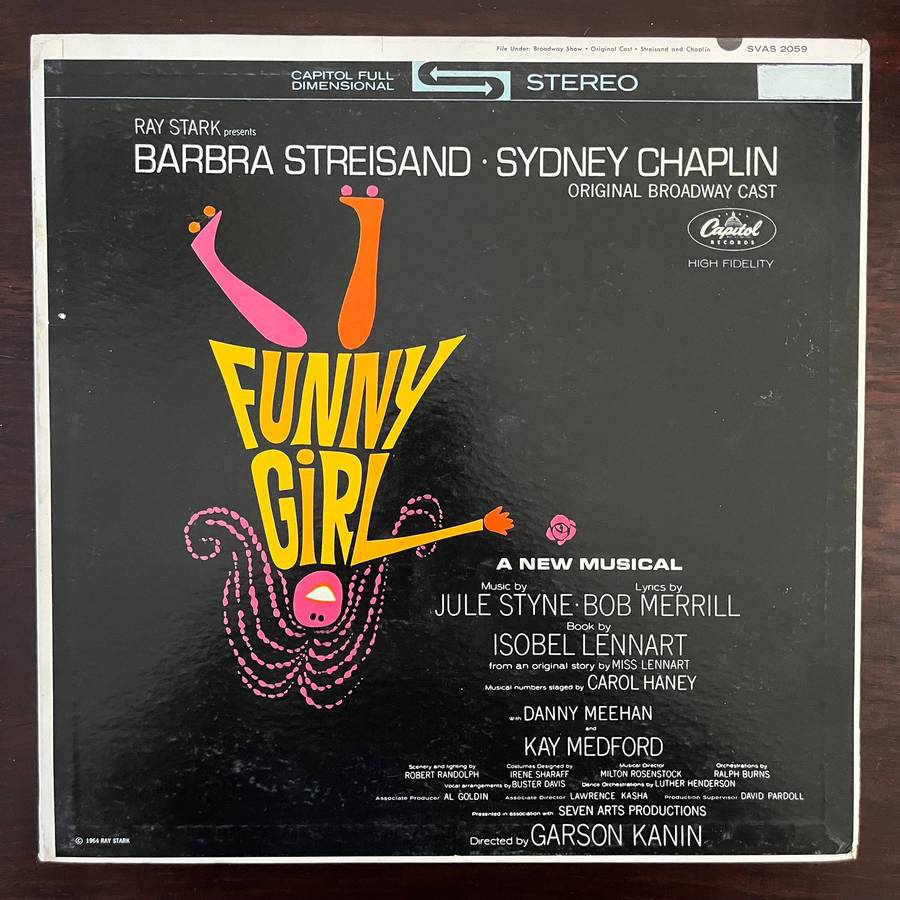 File Under: Broadway Show • Original Cast • Streisand and Chaplin SVAS 2059
CAPITOL FULL
DIMENSIONAL
STEREO
RAY STARK presents
BARBRA STREISAND · SYDNEY CHAPLIN
ORIGINAL BROADWAY CAST
Capitol
RECORDS
HIGH FIDELITY
FUNNY
GiRL
A NEW MUSICAL
Music by Lyrics by
JULE STYNE · BOB MERRILL
Book by
ISOBEL LENNART
from an original story by MISS LENNART
Musical numbers staged by CAROL HANEY
with DANNY MEEHAN
and
KAY MEDFORD
Scenery and lighting by Costumes Designed by Musical Director Orchestrations by
ROBERT RANDOLPH IRENE SHARAFF MILTON ROSENSTOCK RALPH BURNS
Vocal arrangements by BUSTER DAVIS Dance Orchestrations by LUTHER HENDERSON
Associate Producer AL GOLDIN Associate Director LAWRENCE KASHA Production Supervisor DAVID PARDOLL
Presented in association with SEVEN ARTS PRODUCTIONS
Directed by GARSON KANIN
© 1964 RAY STARK